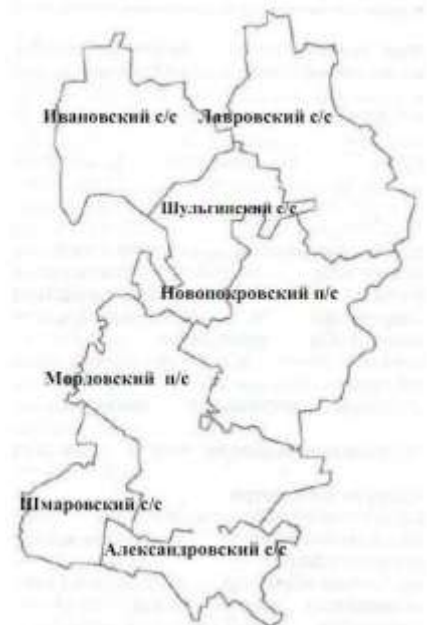 Ивановский с/с
Лавровский с/с
Шульгинский с/с
Новопокровский п/с
Мордовский п/с
Шмаровский с/с
Александровский с/с